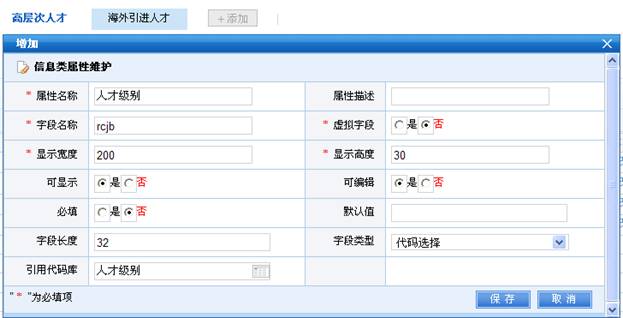 高层次人才 海外引进人才 +添加
增加
信息类属性维护
* 属性名称 人才级别 属性描述
* 字段名称 rcjb * 虚拟字段 是 否
* 显示宽度 200 * 显示高度 30
可显示 是 否 可编辑 是 否
必填 是 否 默认值
字段长度 32 字段类型 代码选择
引用代码库 人才级别
"*"为必填项 保存 取消